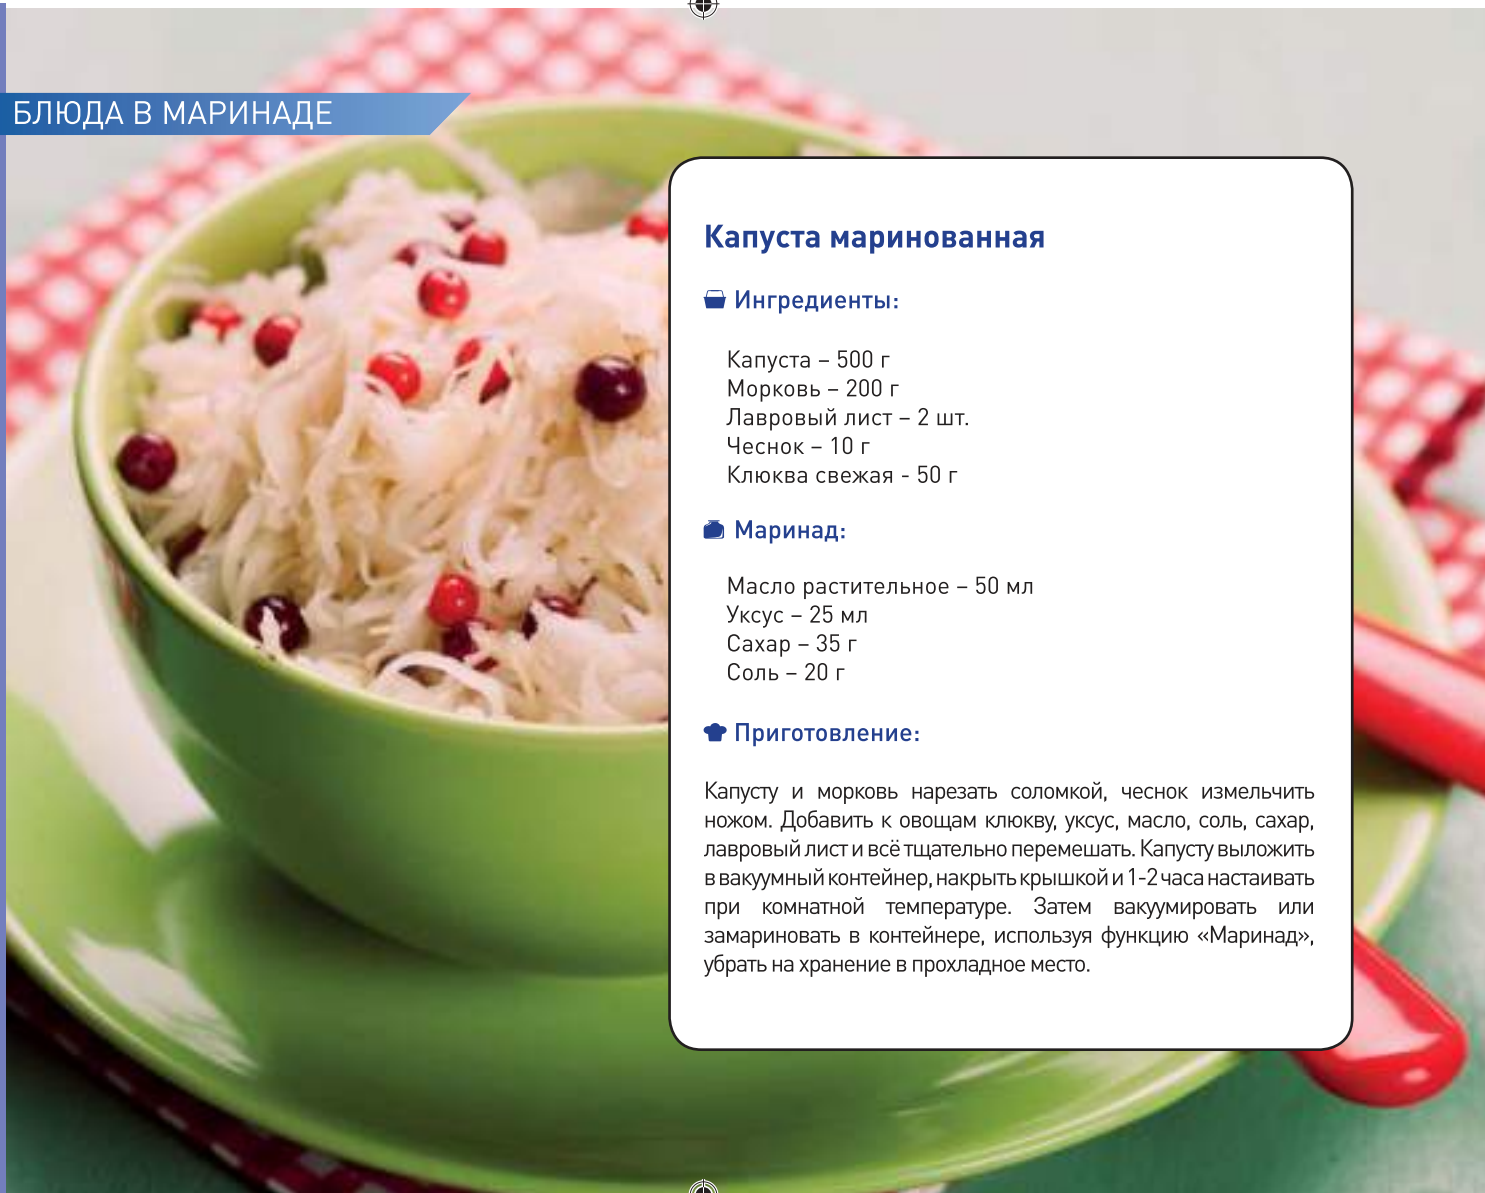 БЛЮДА В МАРИНАДЕ
Капуста маринованная
Ингредиенты:
Капуста – 500 г
Морковь – 200 г
Лавровый лист – 2 шт.
Чеснок – 10 г
Клюква свежая - 50 г
Маринад:
Масло растительное – 50 мл
Уксус – 25 мл
Сахар – 35 г
Соль – 20 г
Приготовление:
Капусту и морковь нарезать соломкой, чеснок измельчить
ножом. Добавить к овощам клюкву, уксус, масло, соль, сахар,
лавровый лист и всё тщательно перемешать. Капусту выложить
в вакуумный контейнер, накрыть крышкой и 1-2 часа настаивать
при комнатной температуре. Затем вакуумировать или
замариновать в контейнере, используя функцию «Маринад»,
убрать на хранение в прохладное место.